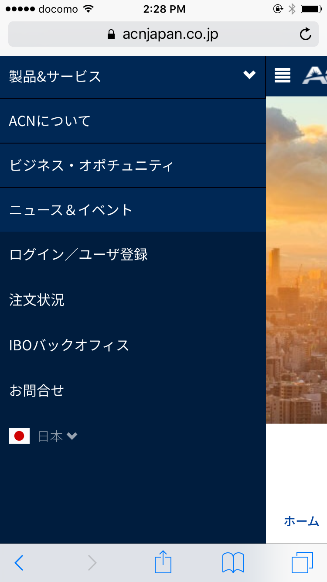 docomo 2:28 PM
acnjapan.co.jp
製品&サービス
ACNについて
ビジネス・オポチュニティ
ニュース＆イベント
ログイン／ユーザ登録
注文状況
IBOバックオフィス
お問合せ
日本
ホーム